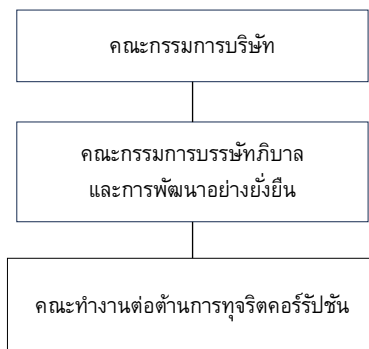 คณะกรรมการบริษัท
คณะกรรมการบรรษัทภิบาล
และการพัฒนาอย่างยั่งยืน
คณะทำงานต่อต้านการทุจริตคอร์รัปชัน